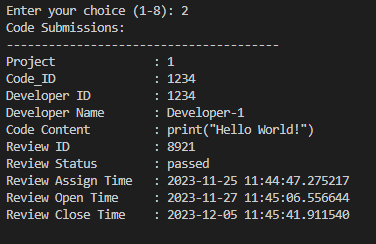 Enter your choice (1-8): 2
Code Submissions:
----------------------------------------
Project             : 1
Code_ID             : 1234
Developer ID        : 1234
Developer Name      : Developer-1
Code Content        : print("Hello World!")
Review ID           : 8921
Review Status       : passed
Review Assign Time  : 2023-11-25 11:44:47.275217
Review Open Time    : 2023-11-27 11:45:06.556644
Review Close Time   : 2023-12-05 11:45:41.911540